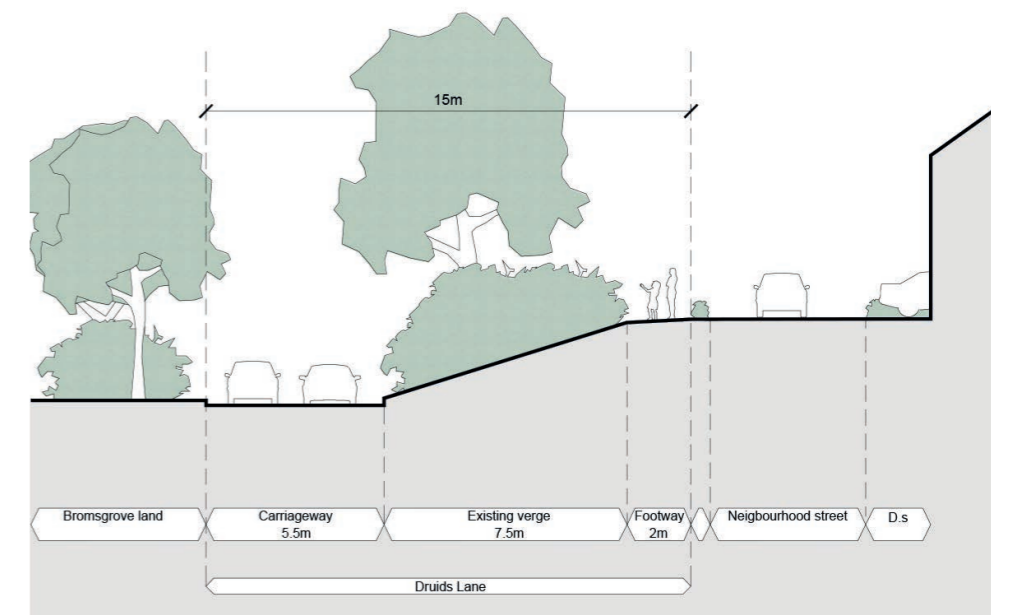 15m
Bromsgrove land
Carriageway
5.5m
Existing verge
7.5m
Footway
2m
Neigbourhood street
D.s
Druids Lane